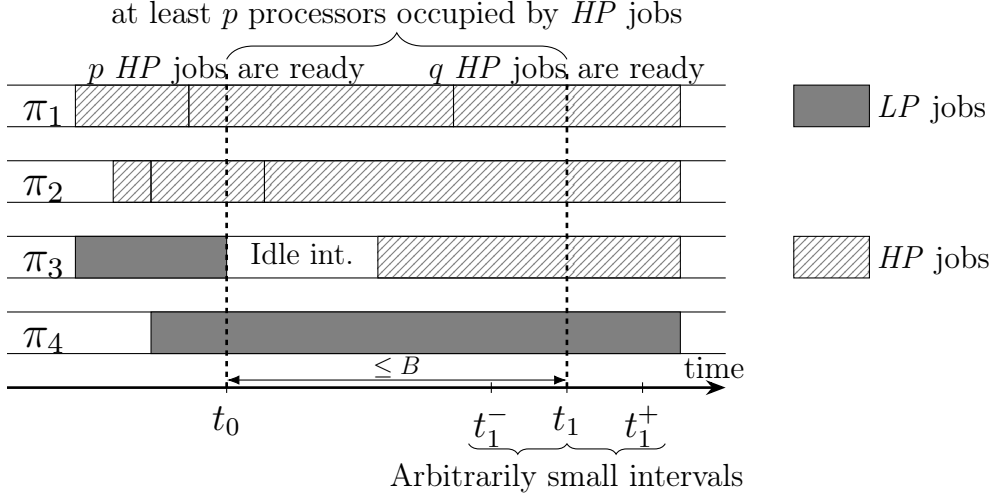 at least p processors occupied by HP jobs
p HP jobs are ready q HP jobs are ready
π₁ LP jobs
π₂
π₃ Idle int. HP jobs
π₄
≤ B time
t₀ t₁⁻ t₁ t₁⁺
Arbitrarily small intervals